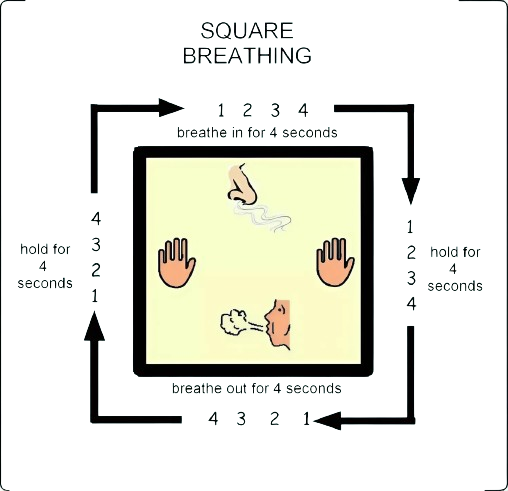 SQUARE
BREATHING
1 2 3 4
breathe in for 4 seconds
1
2
3
4
hold for
4
seconds
breathe out for 4 seconds
4 3 2 1
hold for
4
seconds
4
3
2
1